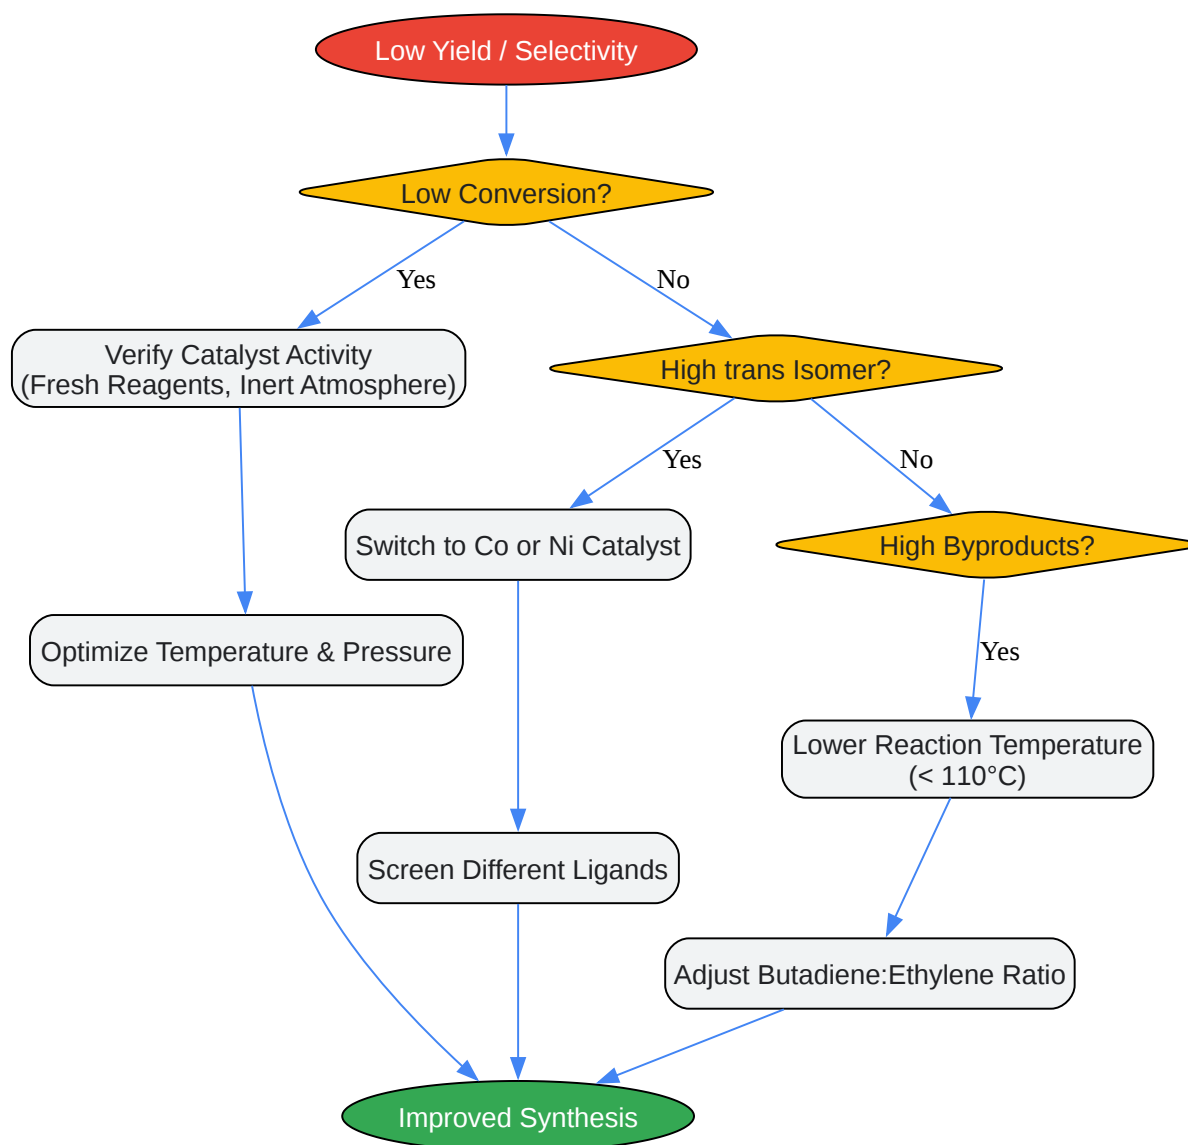 Low Yield / Selectivity
Low Conversion?
Yes
No
Verify Catalyst Activity
(Fresh Reagents, Inert Atmosphere)
High trans Isomer?
Yes
No
Switch to Co or Ni Catalyst
High Byproducts?
Optimize Temperature & Pressure
Yes
Lower Reaction Temperature
(< 110°C)
Screen Different Ligands
Adjust Butadiene:Ethylene Ratio
Improved Synthesis